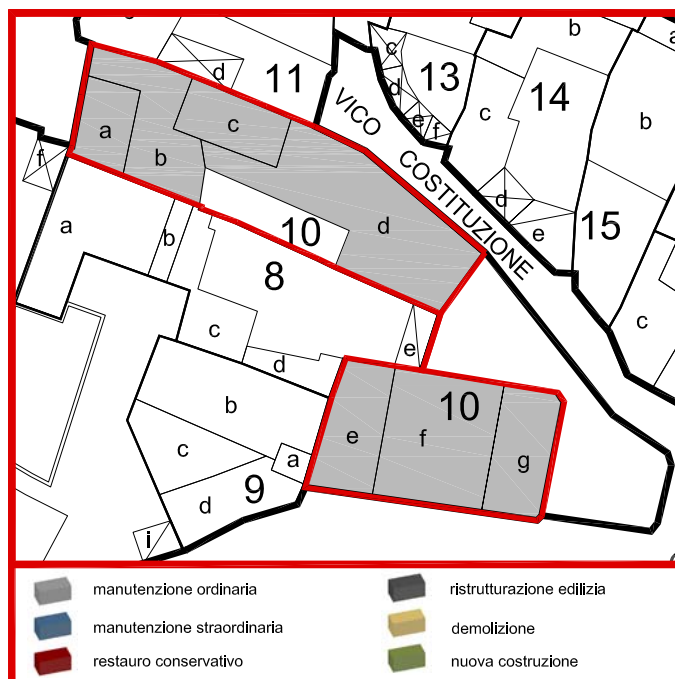 c
b
a
d
11
13
14
d
c
c
b
a
b
e
f
VICO COSTITUZIONE
f
d
d
a
10
b
8
e
15
c
c
e
d
b
10
e
f
g
c
a
9
d
i
manutenzione ordinaria
ristrutturazione edilizia
manutenzione straordinaria
demolizione
restauro conservativo
nuova costruzione